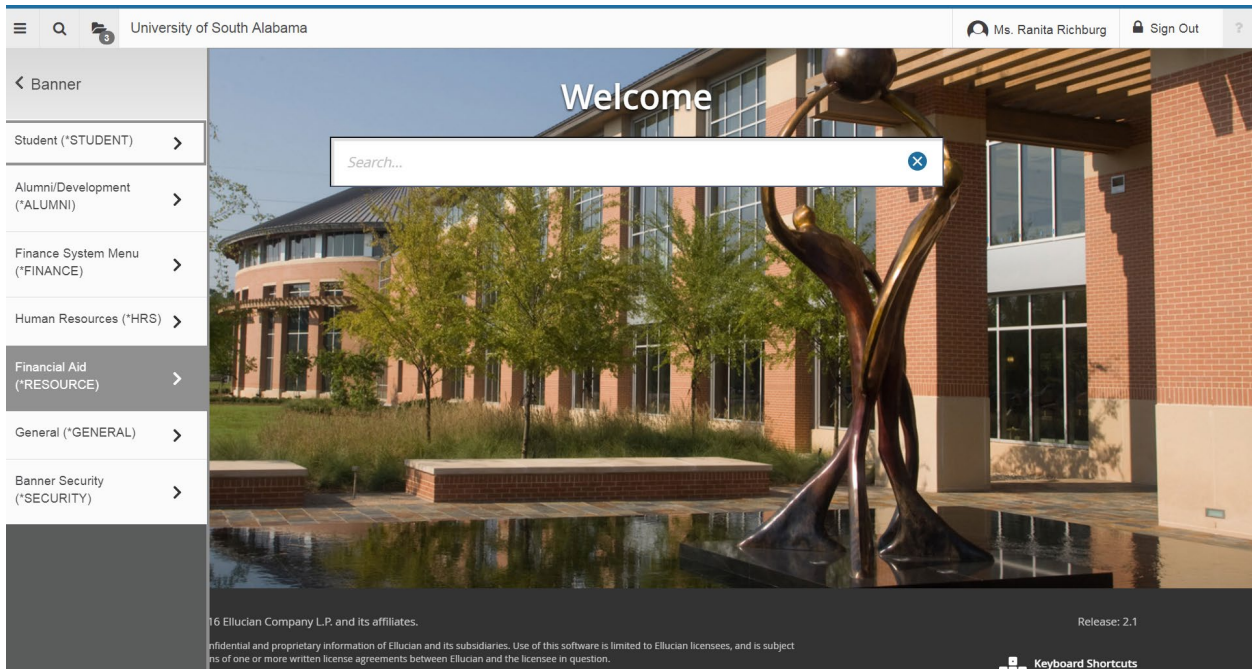 3
University of South Alabama
Ms. Ranita Richburg
Sign Out
?
Banner
Welcome
Student (*STUDENT)
Search...
Alumni/Development
(*ALUMNI)
Finance System Menu
(*FINANCE)
Human Resources (*HRS)
Financial Aid
(*RESOURCE)
General (*GENERAL)
Banner Security
(*SECURITY)
16 Ellucian Company L.P. and its affiliates.
Release: 2.1
nfidential and proprietary information of Ellucian and its subsidiaries. Use of this software is limited to Ellucian licensees, and is subject
ns of one or more written license agreements between Ellucian and the licensee in question.
Keyboard Shortcuts